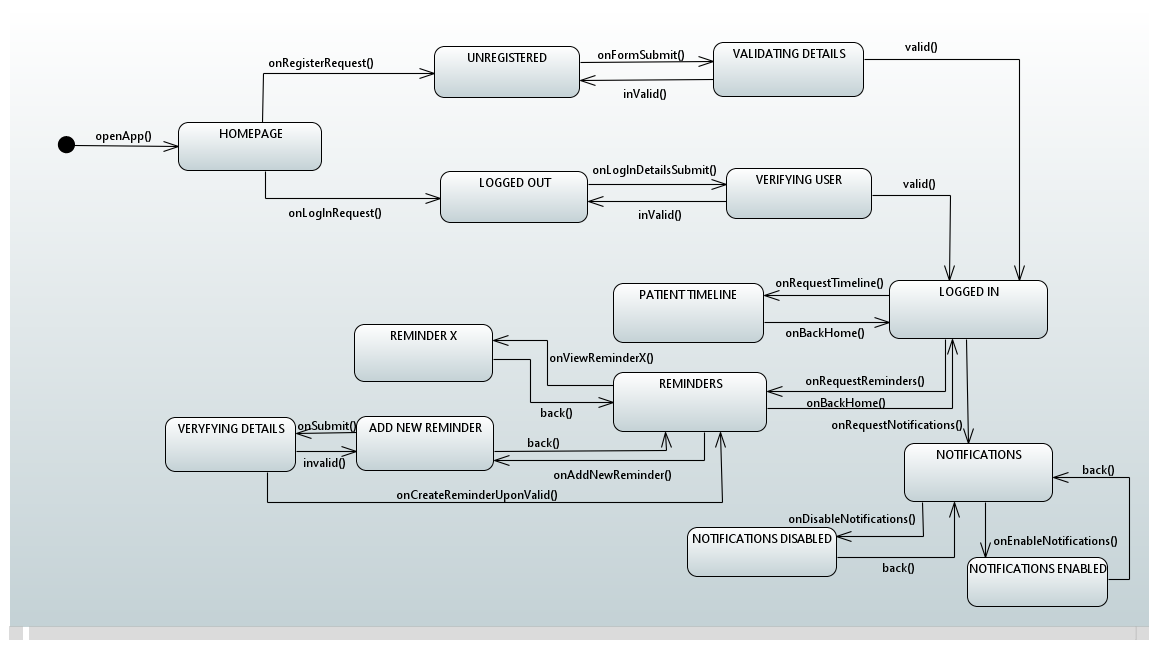 onRegisterRequest()
UNREGISTERED
onFormSubmit()
inValid()
VALIDATING DETAILS
valid()
openApp()
HOMEPAGE
onLogInRequest()
LOGGED OUT
onLogInDetailsSubmit()
inValid()
VERIFYING USER
valid()
LOGGED IN
onRequestTimeline()
PATIENT TIMELINE
onBackHome()
REMINDER X
onViewReminderX()
back()
REMINDERS
onRequestReminders()
onBackHome()
onRequestNotifications()
VERYFYING DETAILS
onSubmit()
invalid()
ADD NEW REMINDER
back()
onAddNewReminder()
onCreateReminderUponValid()
NOTIFICATIONS
back()
onDisableNotifications()
NOTIFICATIONS DISABLED
back()
onEnableNotifications()
NOTIFICATIONS ENABLED